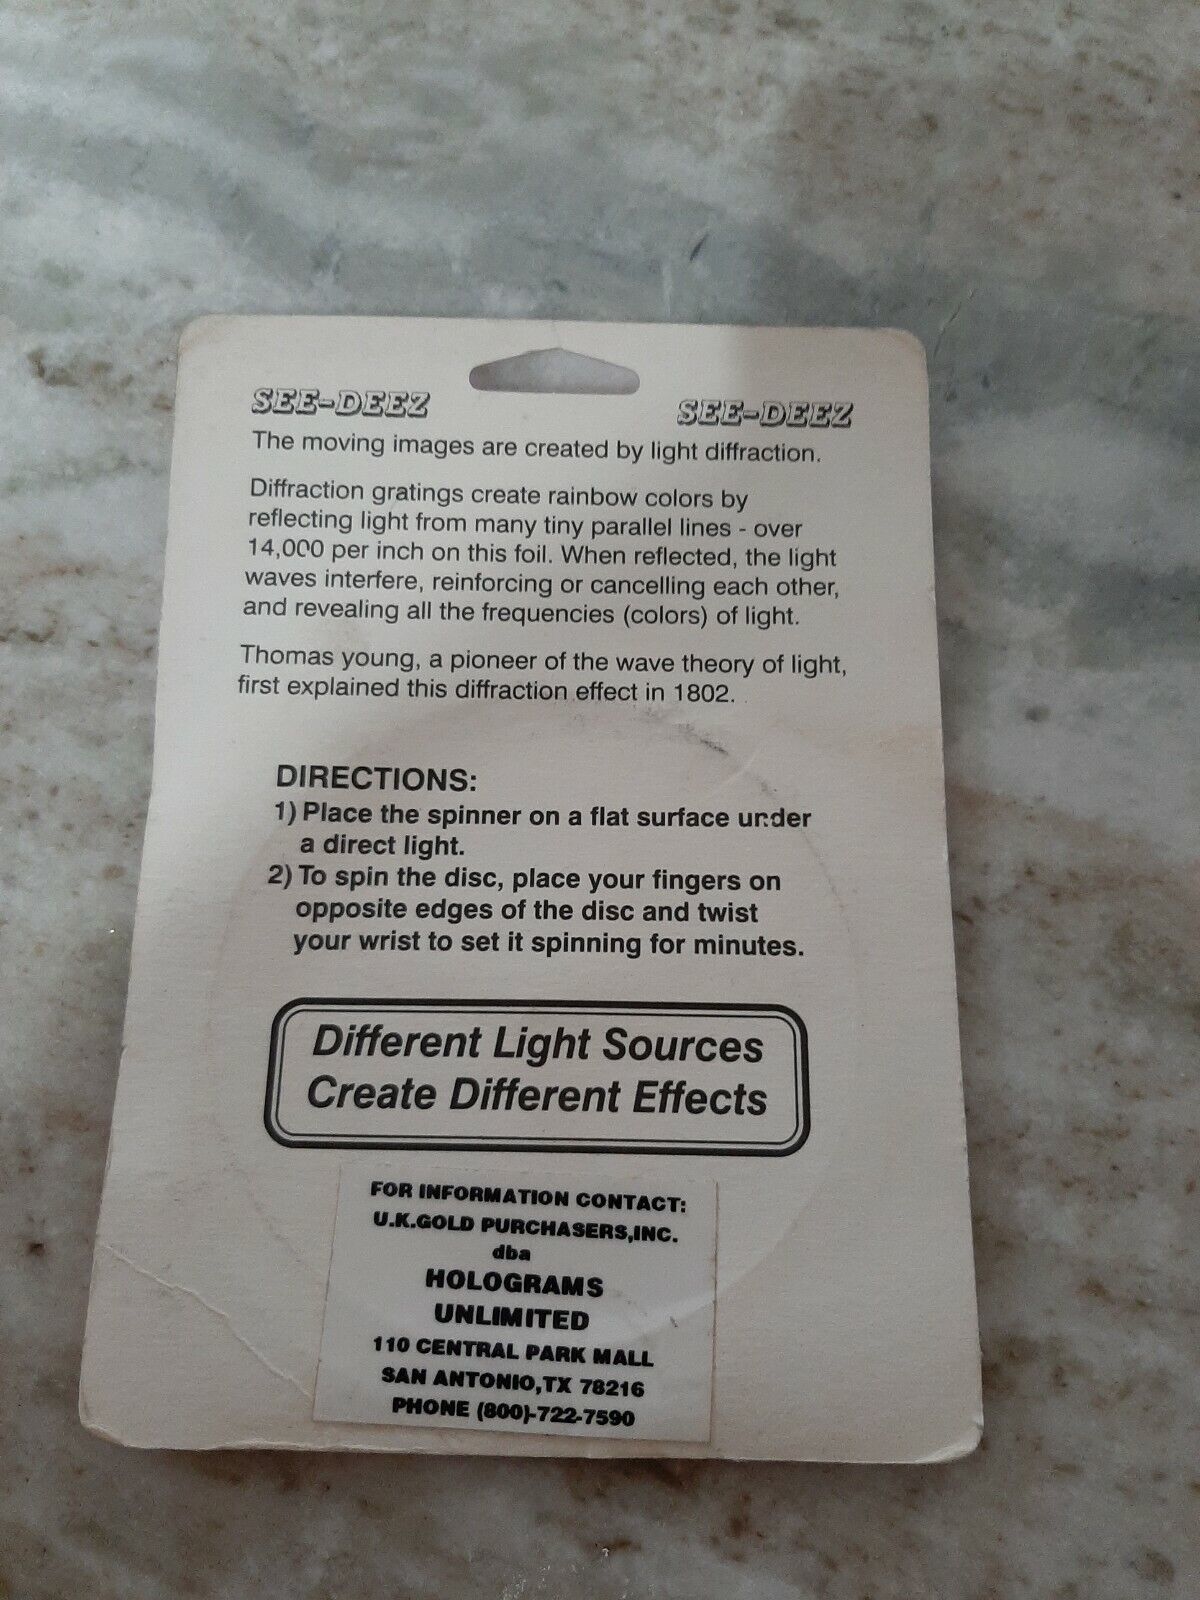 SEE-DEEZ SEE-DEEZ
The moving images are created by light diffraction.
Diffraction gratings create rainbow colors by
reflecting light from many tiny parallel lines - over
14,000 per inch on this foil. When reflected, the light
waves interfere, reinforcing or cancelling each other,
and revealing all the frequencies (colors) of light.
Thomas young, a pioneer of the wave theory of light,
first explained this diffraction effect in 1802.
DIRECTIONS:
1) Place the spinner on a flat surface under
a direct light.
2) To spin the disc, place your fingers on
opposite edges of the disc and twist
your wrist to set it spinning for minutes.
Different Light Sources
Create Different Effects
FOR INFORMATION CONTACT:
U.K.GOLD PURCHASERS,INC.
dba
HOLOGRAMS
UNLIMITED
110 CENTRAL PARK MALL
SAN ANTONIO,TX 78216
PHONE (800)-722-7590